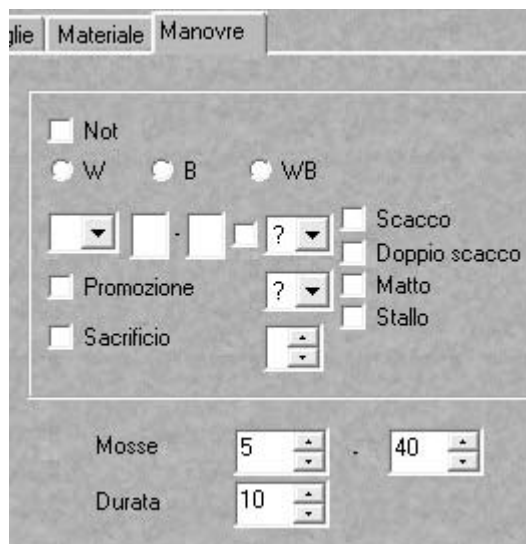 glie Materiale Manovre
Not
W B WB
- ? Scacco
Doppio scacco
Promozione ? Matto
Stallo
Sacrificio
Mosse 5 - 40
Durata 10